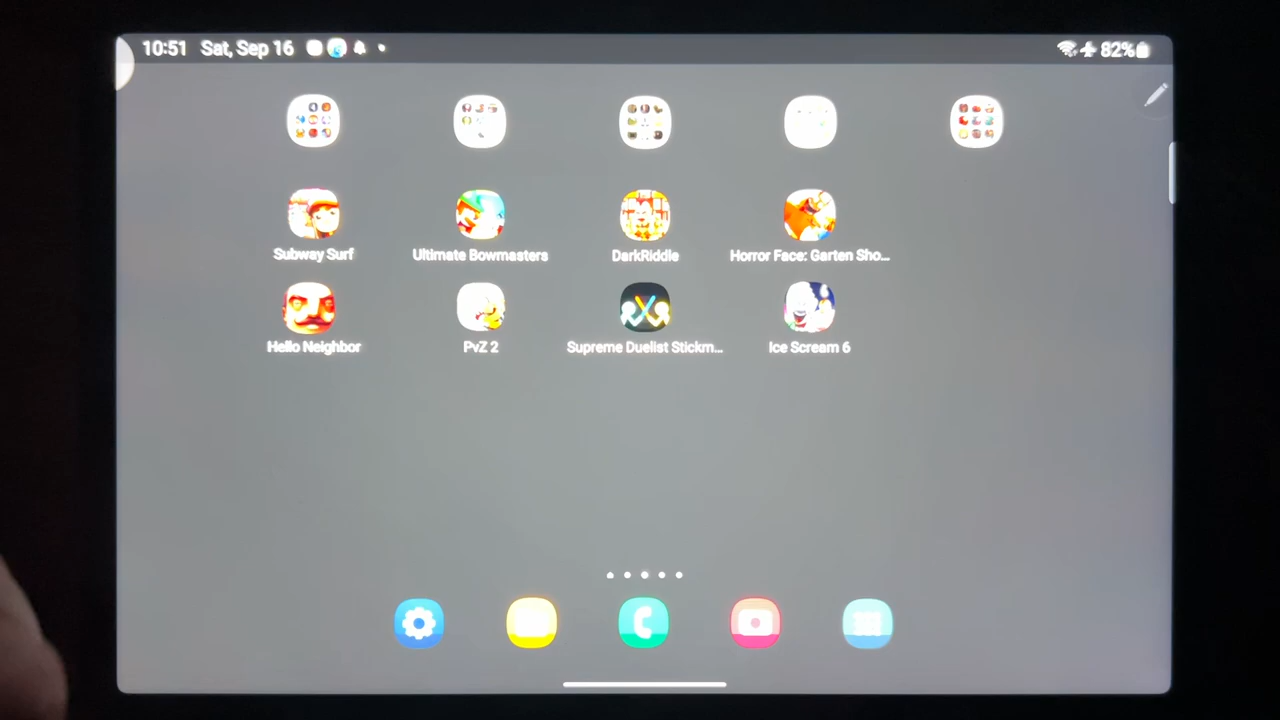 10:51 Sat, Sep 16 82%
Subway Surf Ultimate Bowmasters DarkRiddle Horror Face: Garten Sho...
Hello Neighbor PvZ 2 Supreme Duelist Stickm... Ice Scream 6